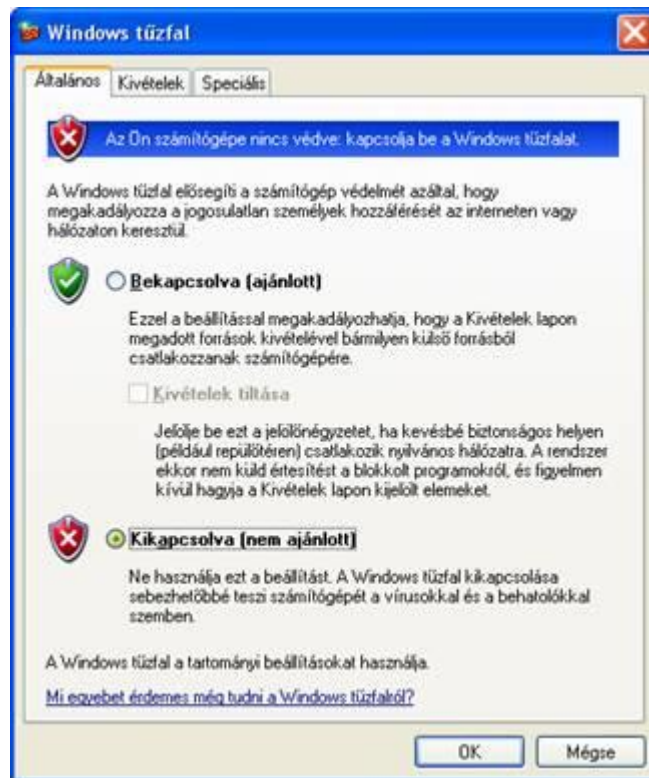 Windows tűzfal
Általános Kivételek Speciális
Az Ön számítógépe nincs védve: kapcsolja be a Windows tűzfalat.
A Windows tűzfal elősegíti a számítógép védelmét azáltal, hogy
megakadályozza a jogosulatlan személyek hozzáférését az interneten vagy
hálózaton keresztül.
Bekapcsolva (ajánlott)
Ezzel a beállítással megakadályozhatja, hogy a Kivételek lapon
megadott források kivételével bármilyen külső forrásból
csatlakozzanak számítógépére.
Kivételek tiltása
Jelölje be ezt a jelölőnégyzetet, ha kevésbé biztonságos helyen
(például repülőtéren) csatlakozik nyilvános hálózatra. A rendszer
ekkor nem küld értesítést a blokkolt programokról, és figyelmen
kívül hagyja a Kivételek lapon kijelölt elemeket.
Kikapcsolva (nem ajánlott)
Ne használja ezt a beállítást. A Windows tűzfal kikapcsolása
sebezhetőbbé teszi számítógépét a vírusokkal és a behatolókkal
szemben.
A Windows tűzfal a tartományi beállításokat használja.
Mi egyebet érdemes még tudni a Windows tűzfalról?
OK Mégse